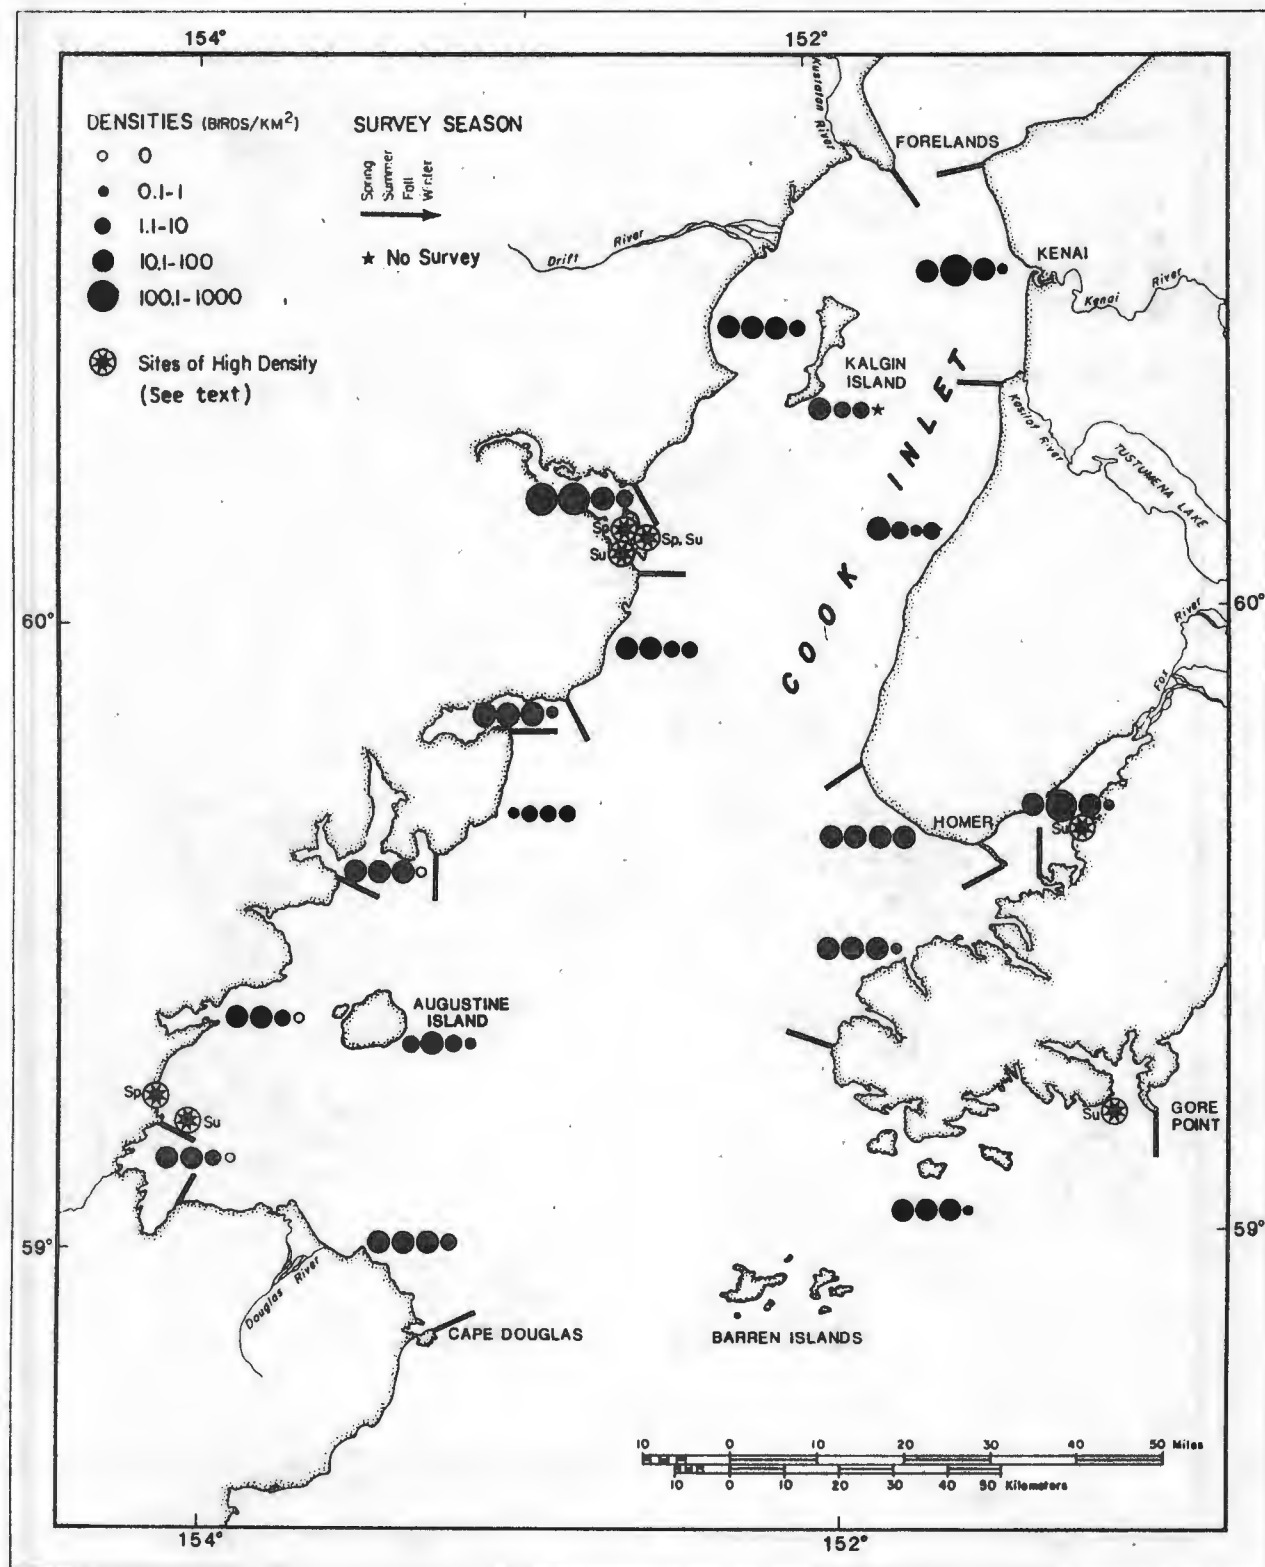 154°
152°
DENSITIES (BIRDS/KM²)
0
0.1-1
1.1-10
10.1-100
100.1-1000
Sites of High Density
(See text)
SURVEY SEASON
Spring
Summer
Fall
Winter
★ No Survey
Kustatan River
FORELANDS
Drift River
KENAI
Kenai River
KALGIN
ISLAND
COOK INLET
Kasilof River
TUSTUMENA LAKE
Sp
Sp, Su
Su
60°
60°
Fox River
HOMER
Su
AUGUSTINE
ISLAND
Sp
Su
Su
GORE
POINT
59°
59°
Douglas River
CAPE DOUGLAS
BARREN ISLANDS
10 0 10 20 30 40 50 Miles
10 0 10 20 30 40 50 Kilometers
154°
152°